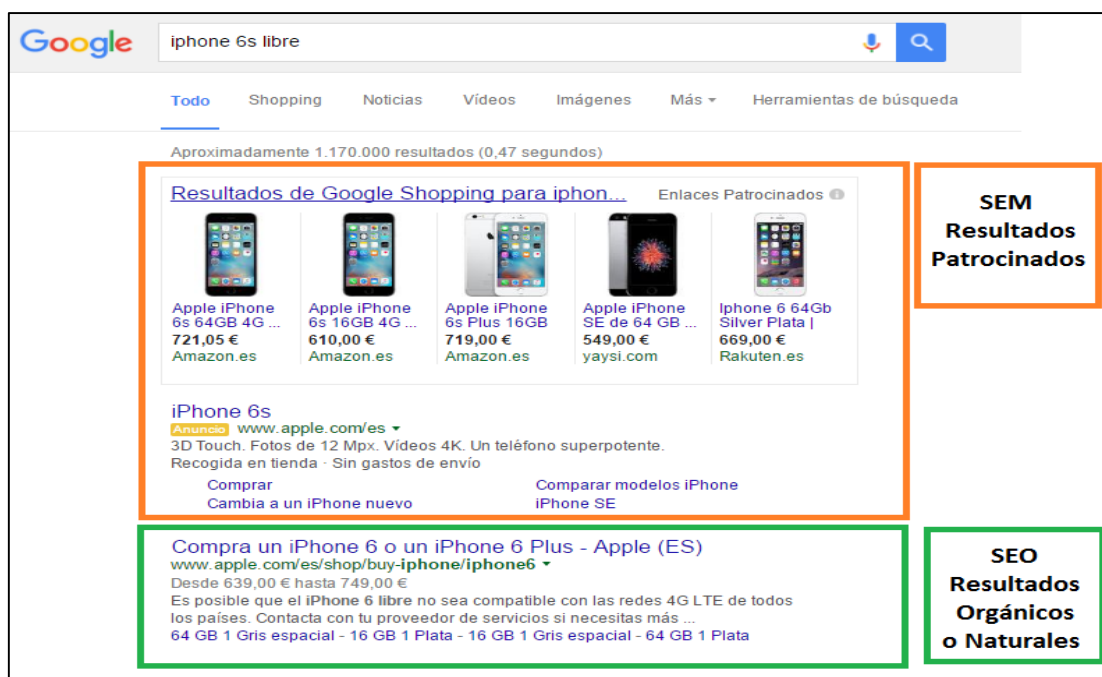 Google
iphone 6s libre
Todo Shopping Noticias Vídeos Imágenes Más Herramientas de búsqueda
Aproximadamente 1.170.000 resultados (0,47 segundos)
Resultados de Google Shopping para iphon... Enlaces Patrocinados
Apple iPhone
6s 64GB 4G ...
721,05 €
Amazon.es
Apple iPhone
6s 16GB 4G ...
610,00 €
Amazon.es
Apple iPhone
6s Plus 16GB
719,00 €
Amazon.es
Apple iPhone
SE de 64 GB ...
549,00 €
yaysi.com
Iphone 6 64Gb
Silver Plata |
669,00 €
Rakuten.es
iPhone 6s
Anuncio www.apple.com/es
3D Touch. Fotos de 12 Mpx. Vídeos 4K. Un teléfono superpotente.
Recogida en tienda · Sin gastos de envío
Comprar Comparar modelos iPhone
Cambia a un iPhone nuevo iPhone SE
SEM
Resultados
Patrocinados
Compra un iPhone 6 o un iPhone 6 Plus - Apple (ES)
www.apple.com/es/shop/buy-iphone/iphone6
Desde 639,00 € hasta 749,00 €
Es posible que el iPhone 6 libre no sea compatible con las redes 4G LTE de todos
los países. Contacta con tu proveedor de servicios si necesitas más ...
64 GB 1 Gris espacial - 16 GB 1 Plata - 16 GB 1 Gris espacial - 64 GB 1 Plata
SEO
Resultados
Orgánicos
o Naturales